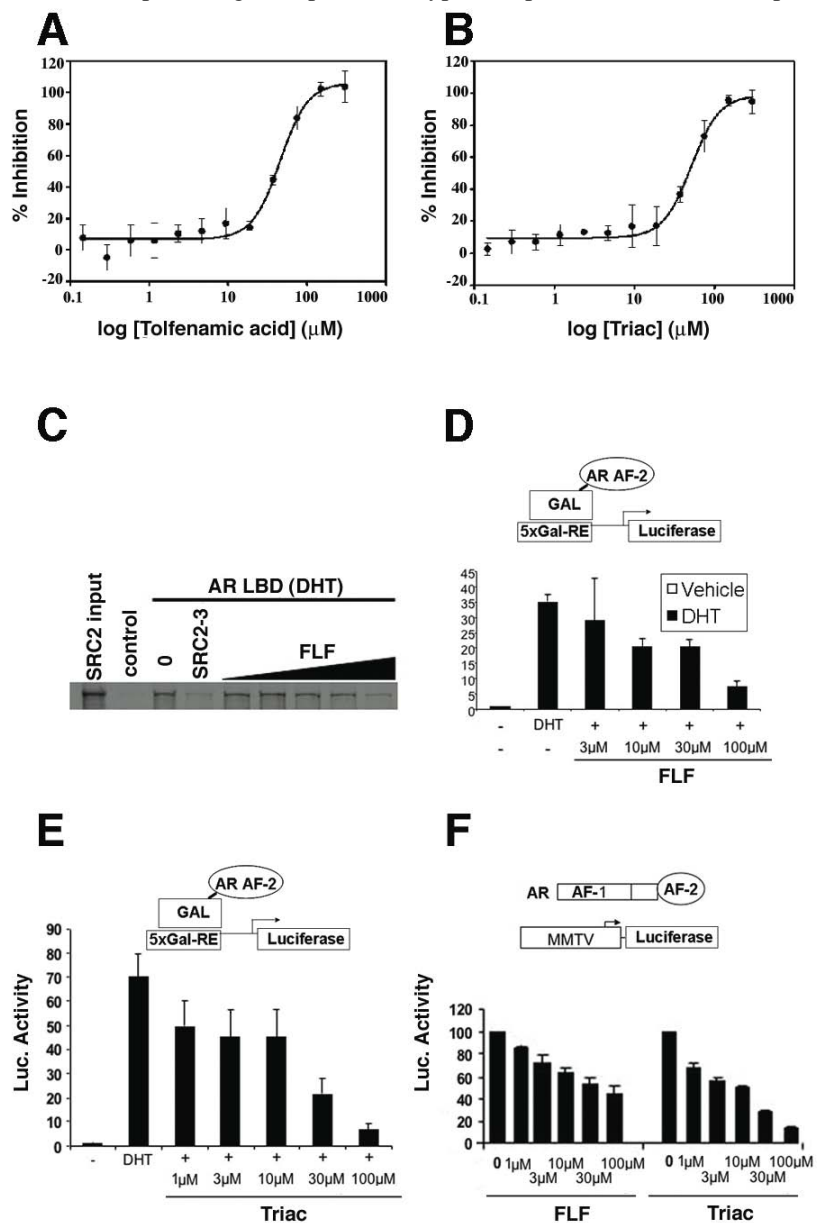 A
B
120
100
80
60
40
20
0
-20
% Inhibition
0.1 1 10 100 1000
log [Tolfenamic acid] (μM)
120
100
80
60
40
20
0
-20
% Inhibition
0.1 1 10 100 1000
log [Triac] (μM)
C
SRC2 input
control
AR LBD (DHT)
0
SRC2-3
FLF
D
AR AF-2
GAL
5xGal-RE
Luciferase
45
40
35
30
25
20
15
10
5
0
Vehicle
DHT
- DHT + + + +
- - 3μM 10μM 30μM 100μM
FLF
E
AR AF-2
GAL
5xGal-RE
Luciferase
90
80
70
60
50
40
30
20
10
0
Luc. Activity
- DHT + + + + +
1μM 3μM 10μM 30μM 100μM
Triac
F
AR AF-1 AF-2
MMTV
Luciferase
120
100
80
60
40
20
0
Luc. Activity
0 1μM 10μM 100μM
3μM 30μM
FLF
0 1μM 10μM 100μM
3μM 30μM
Triac